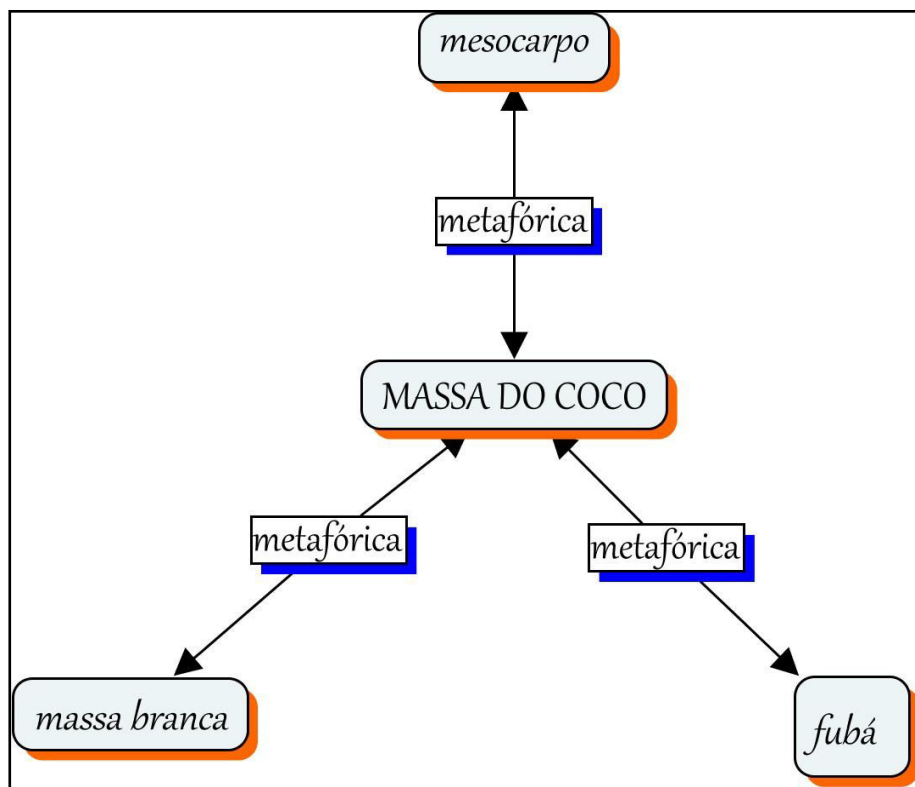 mesocarpo
metafórica
MASSA DO COCO
metafórica
metafórica
massa branca
fubá